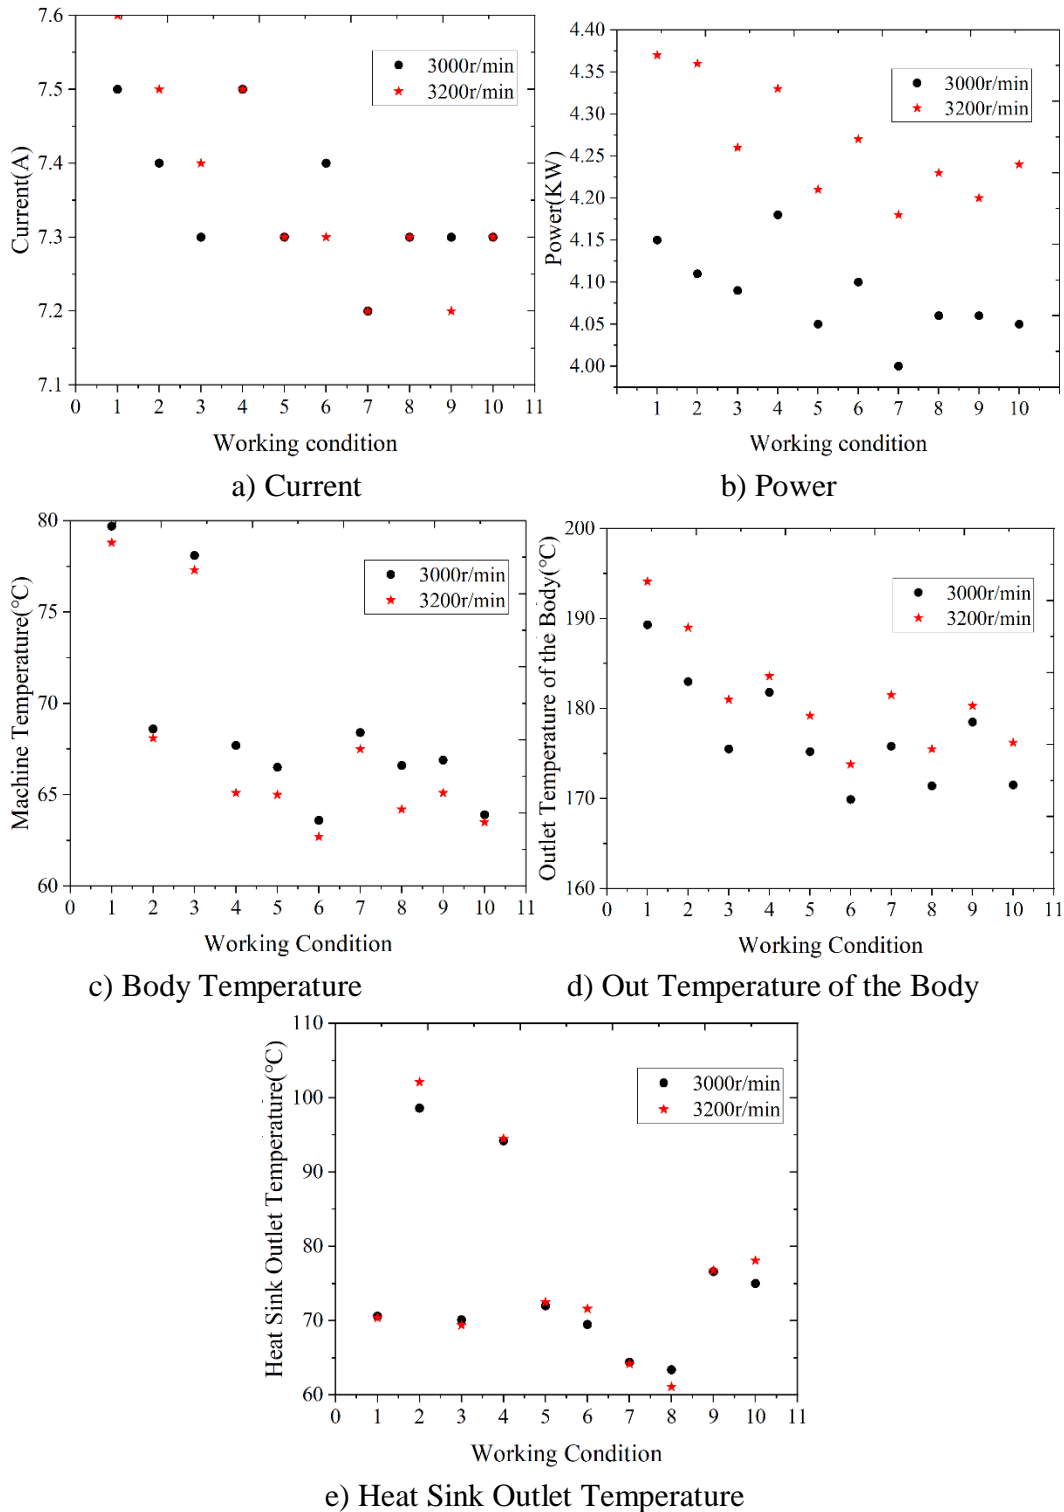 7.6
7.5
7.4
7.3
7.2
7.1
Current(A)
3000r/min
3200r/min
0 1 2 3 4 5 6 7 8 9 10 11
Working condition
a) Current
4.40
4.35
4.30
4.25
4.20
4.15
4.10
4.05
4.00
Power(KW)
3000r/min
3200r/min
1 2 3 4 5 6 7 8 9 10
Working condition
b) Power
80
75
70
65
60
Machine Temperature(°C)
3000r/min
3200r/min
0 1 2 3 4 5 6 7 8 9 10 11
Working Condition
c) Body Temperature
200
190
180
170
160
Outlet Temperature of the Body(°C)
3000r/min
3200r/min
0 1 2 3 4 5 6 7 8 9 10 11
Working Condition
d) Out Temperature of the Body
110
100
90
80
70
60
Heat Sink Outlet Temperature(°C)
3000r/min
3200r/min
0 1 2 3 4 5 6 7 8 9 10 11
Working Condition
e) Heat Sink Outlet Temperature